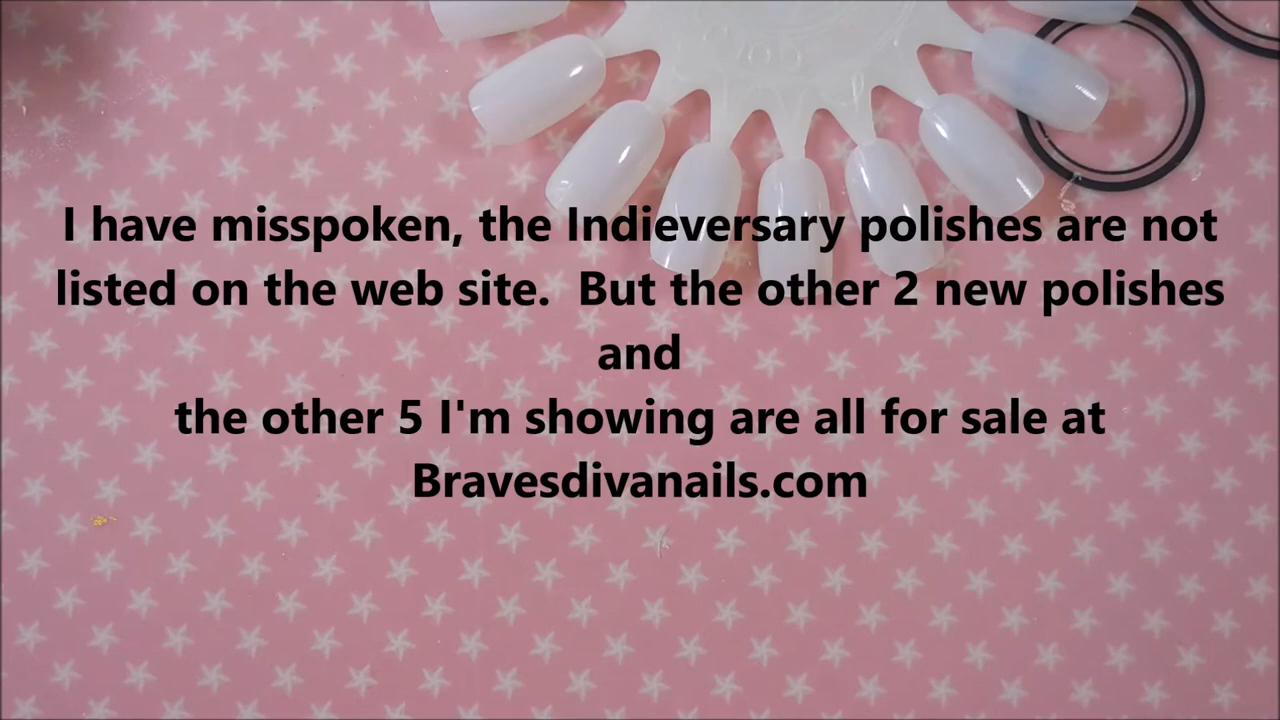 I have misspoken, the Indieversary polishes are not
listed on the web site.  But the other 2 new polishes
and
the other 5 I'm showing are all for sale at
Bravesdivanails.com